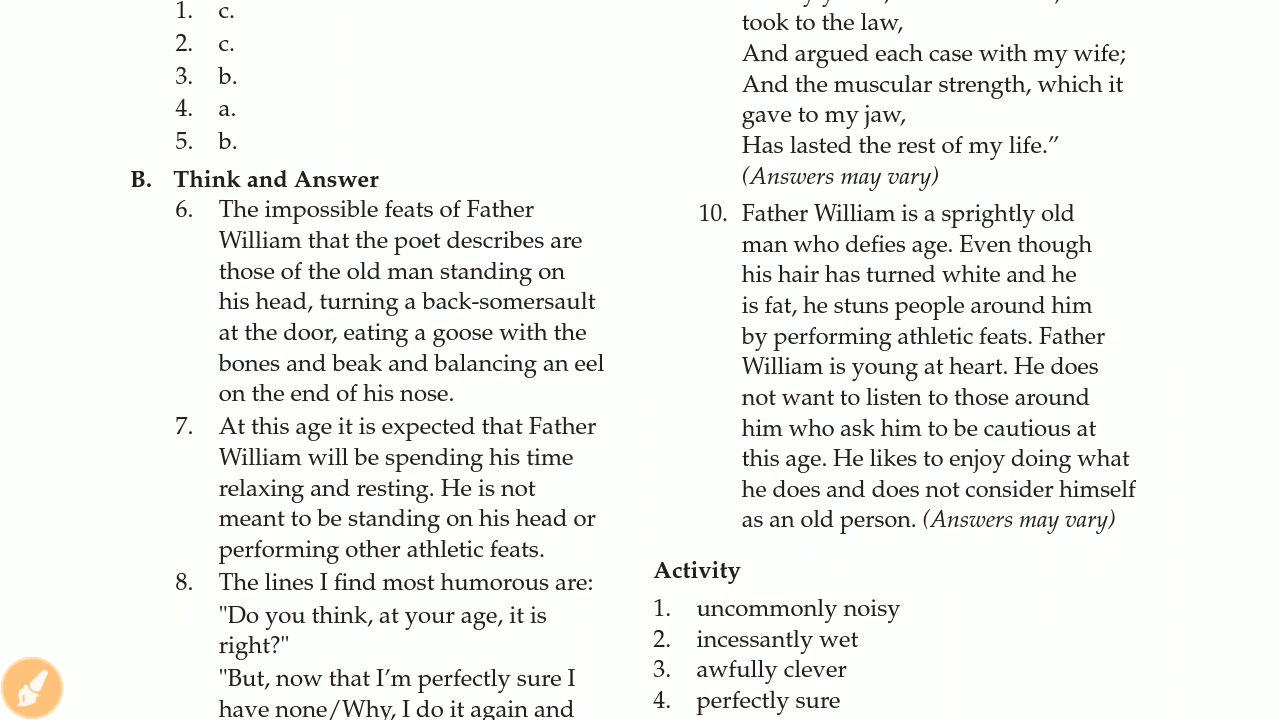 1. c.
2. c.
3. b.
4. a.
5. b.
B. Think and Answer
6. The impossible feats of Father
William that the poet describes are
those of the old man standing on
his head, turning a back-somersault
at the door, eating a goose with the
bones and beak and balancing an eel
on the end of his nose.
7. At this age it is expected that Father
William will be spending his time
relaxing and resting. He is not
meant to be standing on his head or
performing other athletic feats.
8. The lines I find most humorous are:
"Do you think, at your age, it is
right?"
"But, now that I’m perfectly sure I
have none/Why, I do it again and
took to the law,
And argued each case with my wife;
And the muscular strength, which it
gave to my jaw,
Has lasted the rest of my life.”
(Answers may vary)
10. Father William is a sprightly old
man who defies age. Even though
his hair has turned white and he
is fat, he stuns people around him
by performing athletic feats. Father
William is young at heart. He does
not want to listen to those around
him who ask him to be cautious at
this age. He likes to enjoy doing what
he does and does not consider himself
as an old person. (Answers may vary)
Activity
1. uncommonly noisy
2. incessantly wet
3. awfully clever
4. perfectly sure